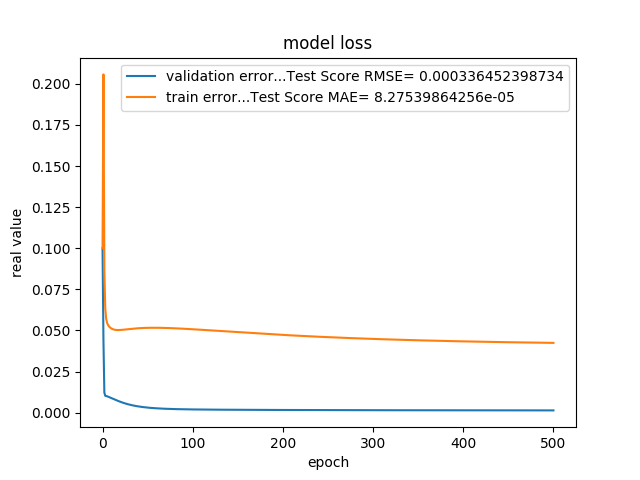 model loss
validation error...Test Score RMSE= 0.000336452398734
train error...Test Score MAE= 8.27539864256e-05
real value
0.200
0.175
0.150
0.125
0.100
0.075
0.050
0.025
0.000
0 100 200 300 400 500
epoch